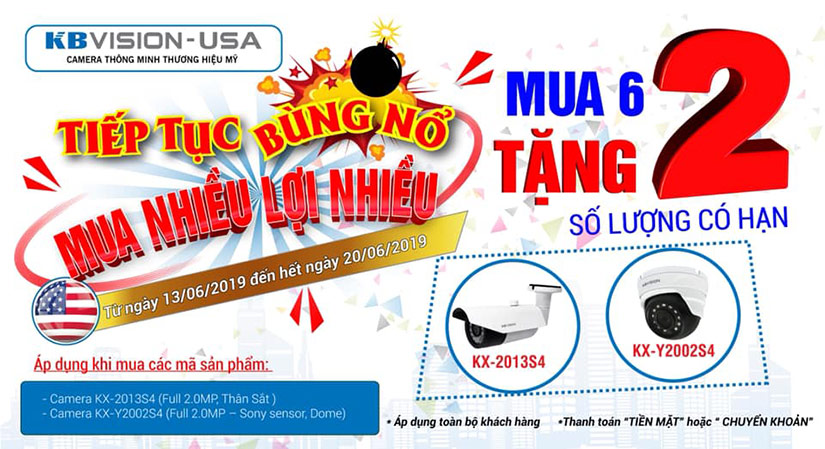 KBVISION-USA
CAMERA THÔNG MINH THƯƠNG HIỆU MỸ
TIẾP TỤC BÙNG NỔ
MUA NHIỀU LỢI NHIỀU
Từ ngày 13/06/2019 đến hết ngày 20/06/2019
MUA 6
TẶNG 2
SỐ LƯỢNG CÓ HẠN
KBVISION
KX-2013S4
KX-Y2002S4
Áp dụng khi mua các mã sản phẩm:
- Camera KX-2013S4 (Full 2.0MP, Thân Sắt )
- Camera KX-Y2002S4 (Full 2.0MP – Sony sensor, Dome)
* Áp dụng toàn bộ khách hàng *Thanh toán "TIỀN MẶT" hoặc " CHUYỂN KHOẢN"